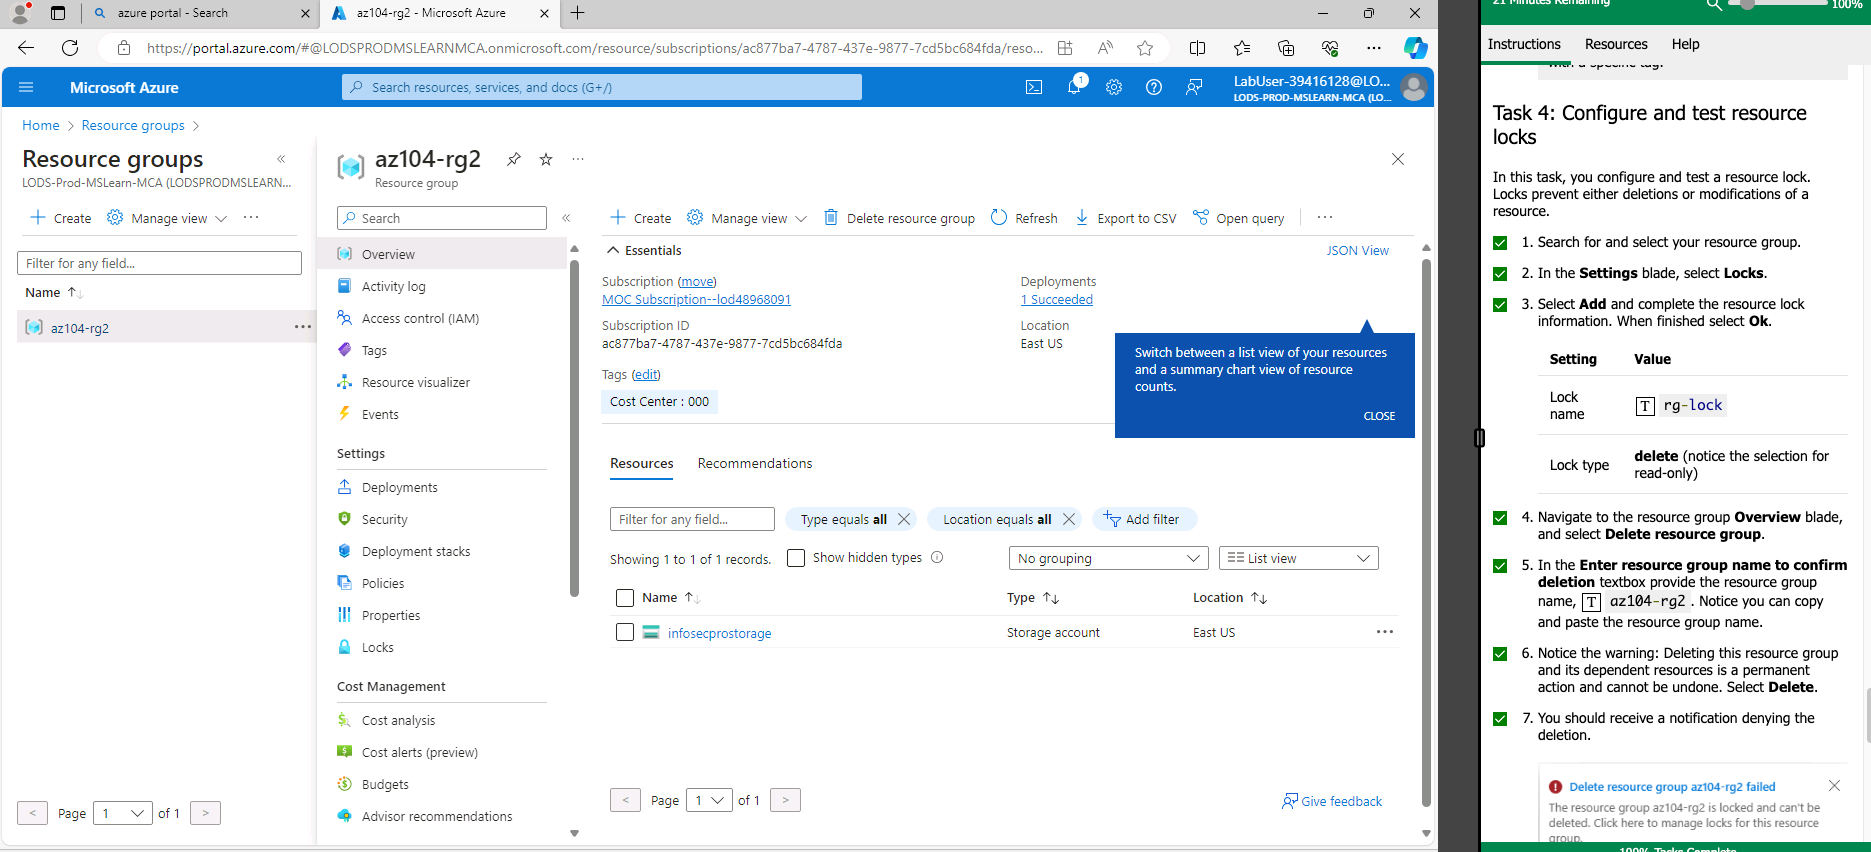 azure portal - Search
az104-rg2 - Microsoft Azure
https://portal.azure.com/#@LODSPRODMSLEARNMCA.onmicrosoft.com/resource/subscriptions/ac877ba7-4787-437e-9877-7cd5bc684fda/reso...
Microsoft Azure
Search resources, services, and docs (G+/)
1
LabUser-39416128@LO...
LODS-PROD-MSLEARN-MCA (LO...
Home > Resource groups >
Resource groups
LODS-Prod-MSLearn-MCA (LODSPRODMSLEARN...
Create
Manage view
Filter for any field...
Name
az104-rg2
< Page 1 of 1 >
az104-rg2
Resource group
Search
Overview
Activity log
Access control (IAM)
Tags
Resource visualizer
Events
Settings
Deployments
Security
Deployment stacks
Policies
Properties
Locks
Cost Management
Cost analysis
Cost alerts (preview)
Budgets
Advisor recommendations
Create
Manage view
Delete resource group
Refresh
Export to CSV
Open query
Essentials
JSON View
Subscription (move)
MOC Subscription--lod48968091
Subscription ID
ac877ba7-4787-437e-9877-7cd5bc684fda
Tags (edit)
Cost Center : 000
Deployments
1 Succeeded
Location
East US
Switch between a list view of your resources
and a summary chart view of resource
counts.
CLOSE
Resources
Recommendations
Filter for any field...
Type equals all
Location equals all
Add filter
Showing 1 to 1 of 1 records.
Show hidden types
No grouping
List view
Name
Type
Location
infosecprostorage
Storage account
East US
< Page 1 of 1 >
Give feedback
21 Minutes Remaining
100%
Instructions
Resources
Help
with a specific tag.
Task 4: Configure and test resource
locks
In this task, you configure and test a resource lock.
Locks prevent either deletions or modifications of a
resource.
1. Search for and select your resource group.
2. In the Settings blade, select Locks.
3. Select Add and complete the resource lock
information. When finished select Ok.
Setting Value
Lock
name
T rg-lock
Lock type
delete (notice the selection for
read-only)
4. Navigate to the resource group Overview blade,
and select Delete resource group.
5. In the Enter resource group name to confirm
deletion textbox provide the resource group
name, T az104-rg2 . Notice you can copy
and paste the resource group name.
6. Notice the warning: Deleting this resource group
and its dependent resources is a permanent
action and cannot be undone. Select Delete.
7. You should receive a notification denying the
deletion.
Delete resource group az104-rg2 failed
The resource group az104-rg2 is locked and can't be
deleted. Click here to manage locks for this resource
group.
100% Tasks Complete